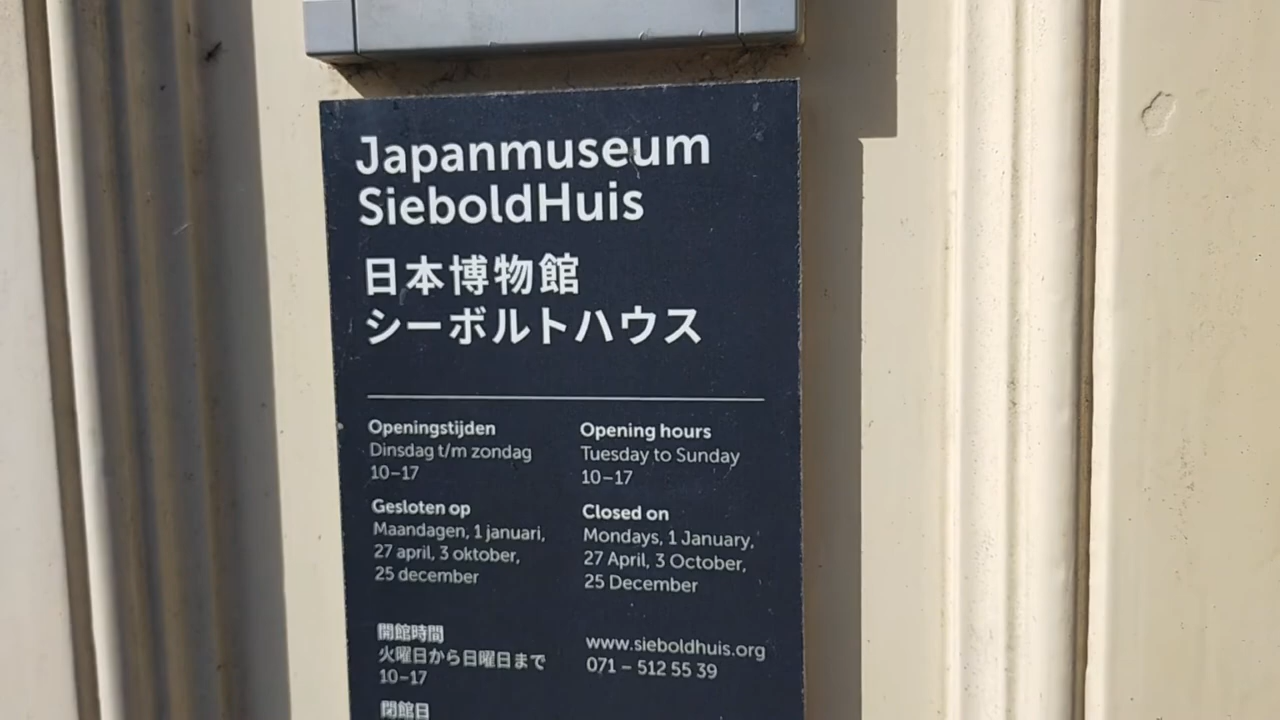 Japanmuseum
SieboldHuis
日本博物館
シーボルトハウス
Openingstijden
Dinsdag t/m zondag
10–17
Gesloten op
Maandagen, 1 januari,
27 april, 3 oktober,
25 december
Opening hours
Tuesday to Sunday
10–17
Closed on
Mondays, 1 January,
27 April, 3 October,
25 December
開館時間
火曜日から日曜日まで
10–17
閉館日
www.sieboldhuis.org
071 – 512 55 39